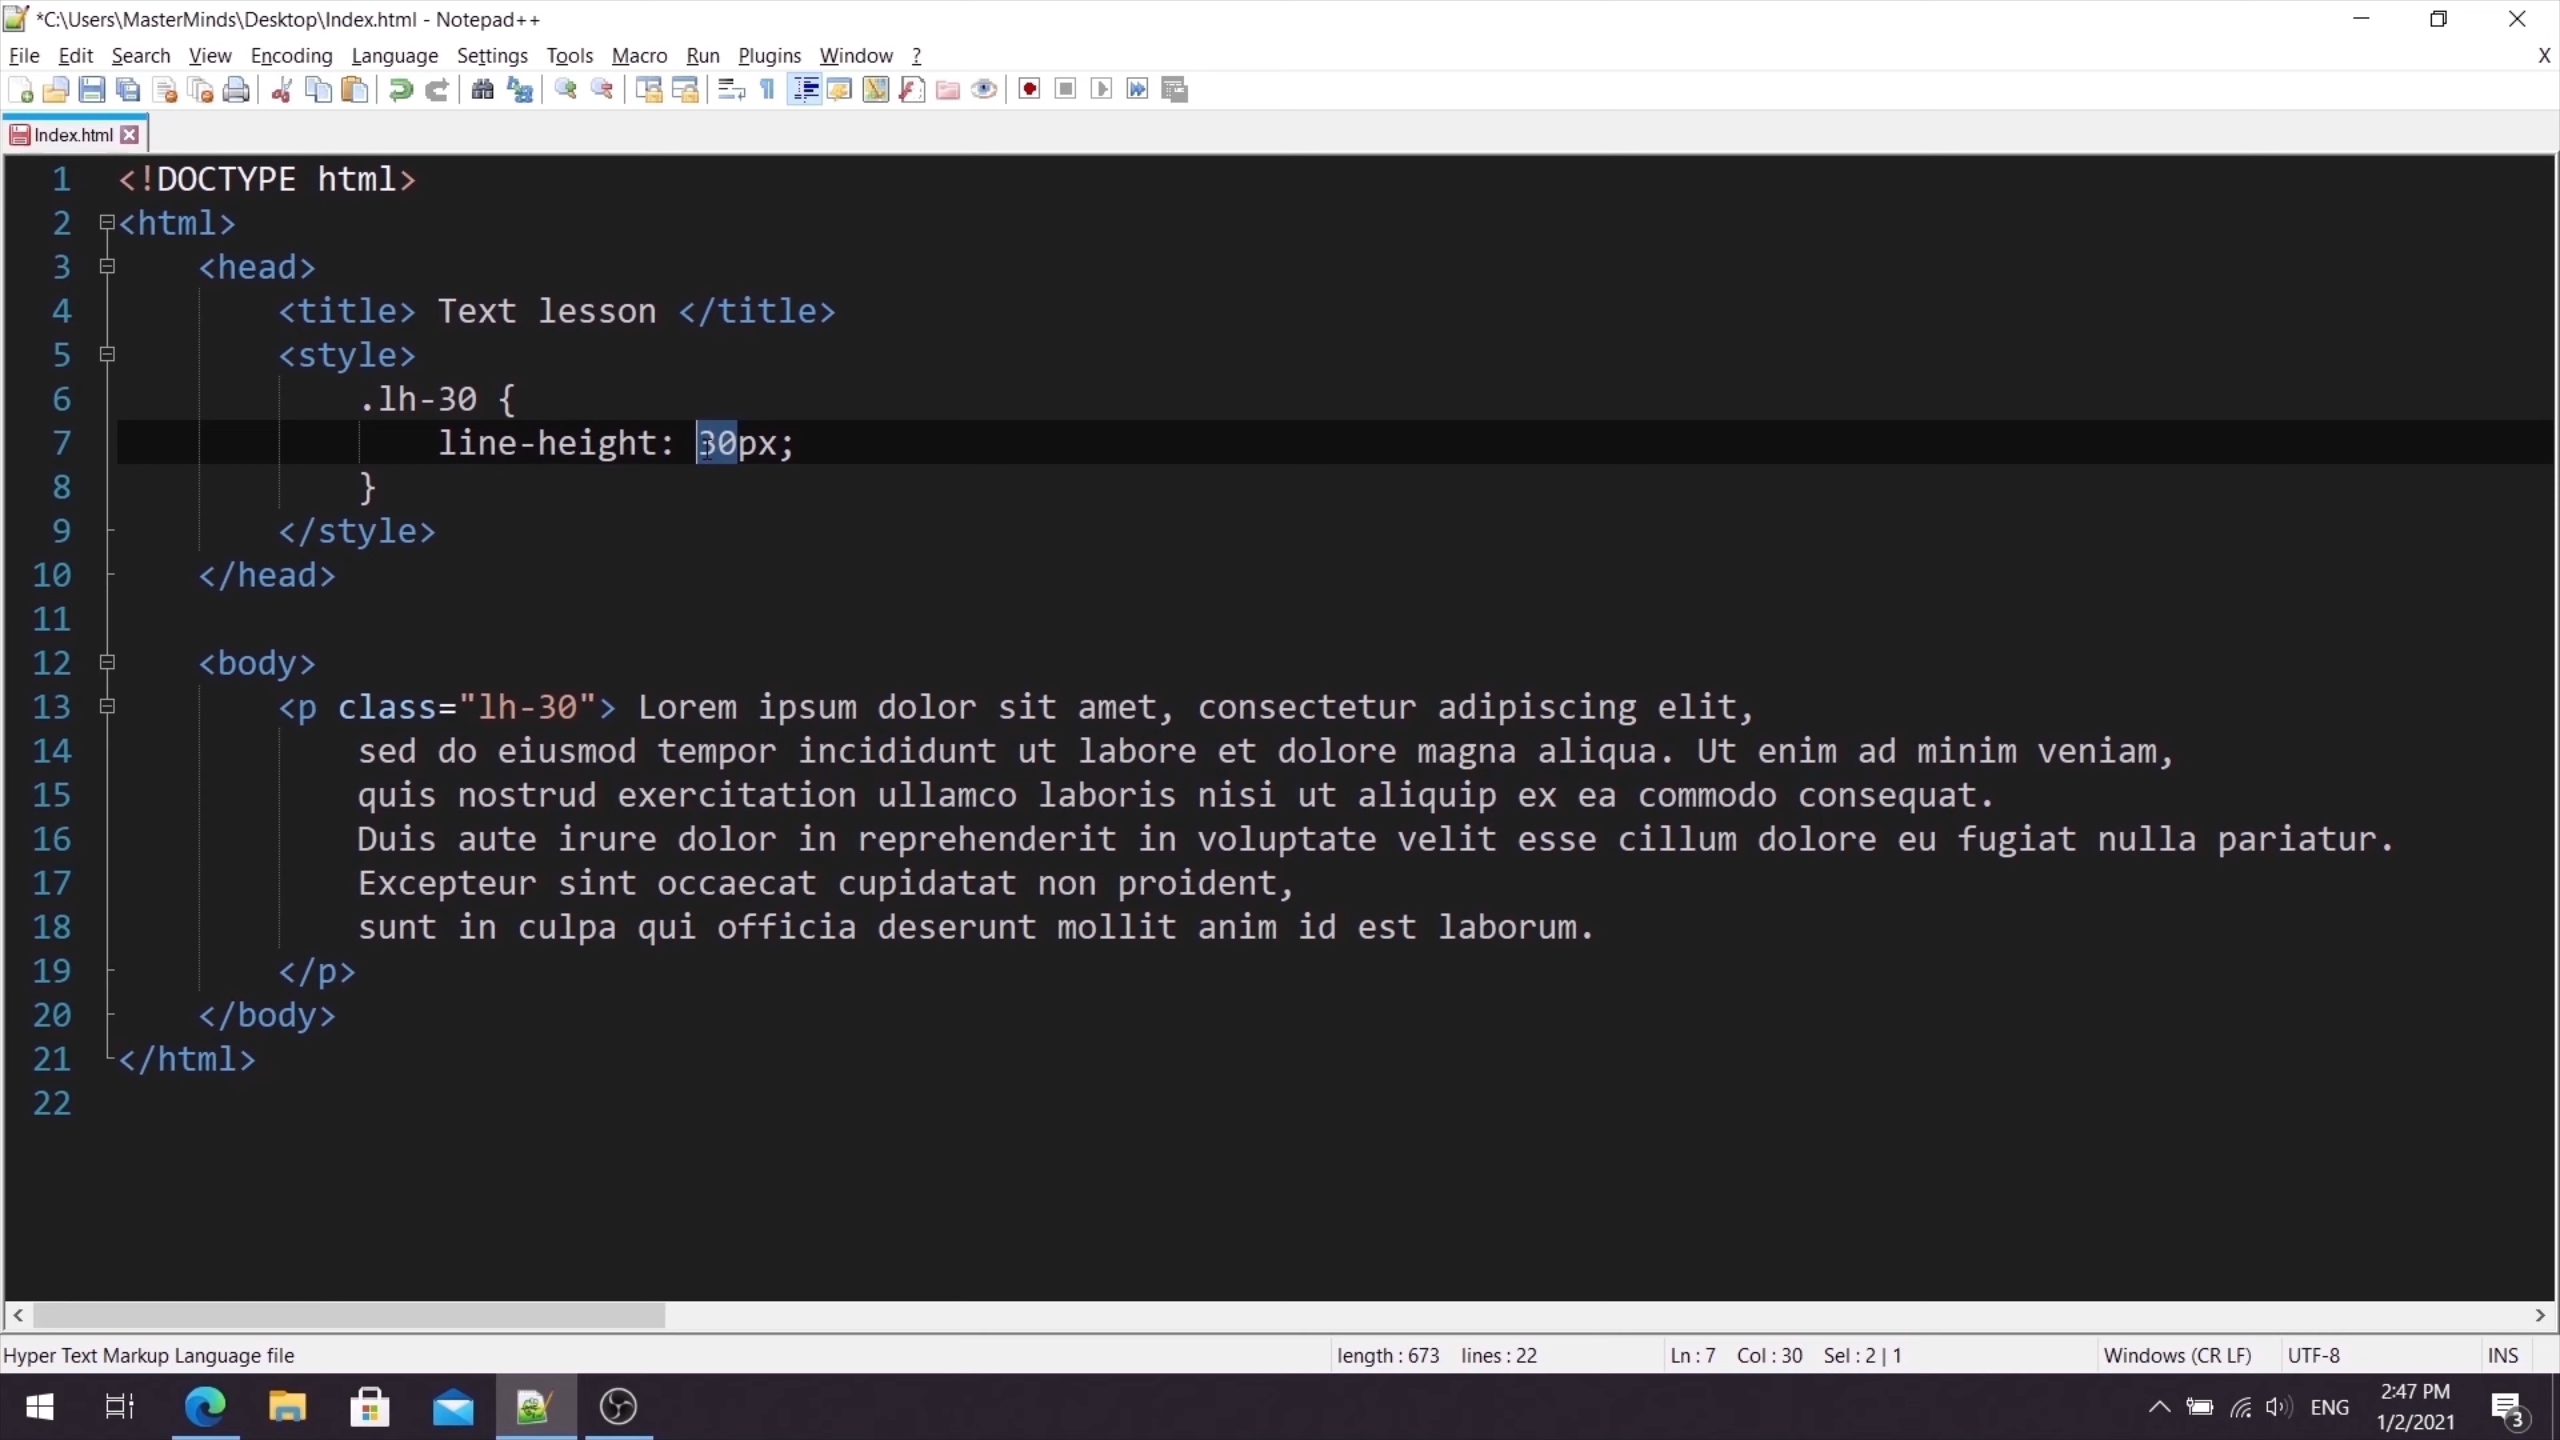 *C:\Users\MasterMinds\Desktop\Index.html - Notepad++
File Edit Search View Encoding Language Settings Tools Macro Run Plugins Window ? X
Index.html
1 <!DOCTYPE html>
2 <html>
3 <head>
4 <title> Text lesson </title>
5 <style>
6 .lh-30 {
7 line-height: 30px;
8 }
9 </style>
10 </head>
11
12 <body>
13 <p class="lh-30"> Lorem ipsum dolor sit amet, consectetur adipiscing elit,
14 sed do eiusmod tempor incididunt ut labore et dolore magna aliqua. Ut enim ad minim veniam,
15 quis nostrud exercitation ullamco laboris nisi ut aliquip ex ea commodo consequat.
16 Duis aute irure dolor in reprehenderit in voluptate velit esse cillum dolore eu fugiat nulla pariatur.
17 Excepteur sint occaecat cupidatat non proident,
18 sunt in culpa qui officia deserunt mollit anim id est laborum.
19 </p>
20 </body>
21 </html>
22
Hyper Text Markup Language file length : 673 lines : 22 Ln : 7 Col : 30 Sel : 2 | 1 Windows (CR LF) UTF-8 INS
ENG 2:47 PM
1/2/2021 3